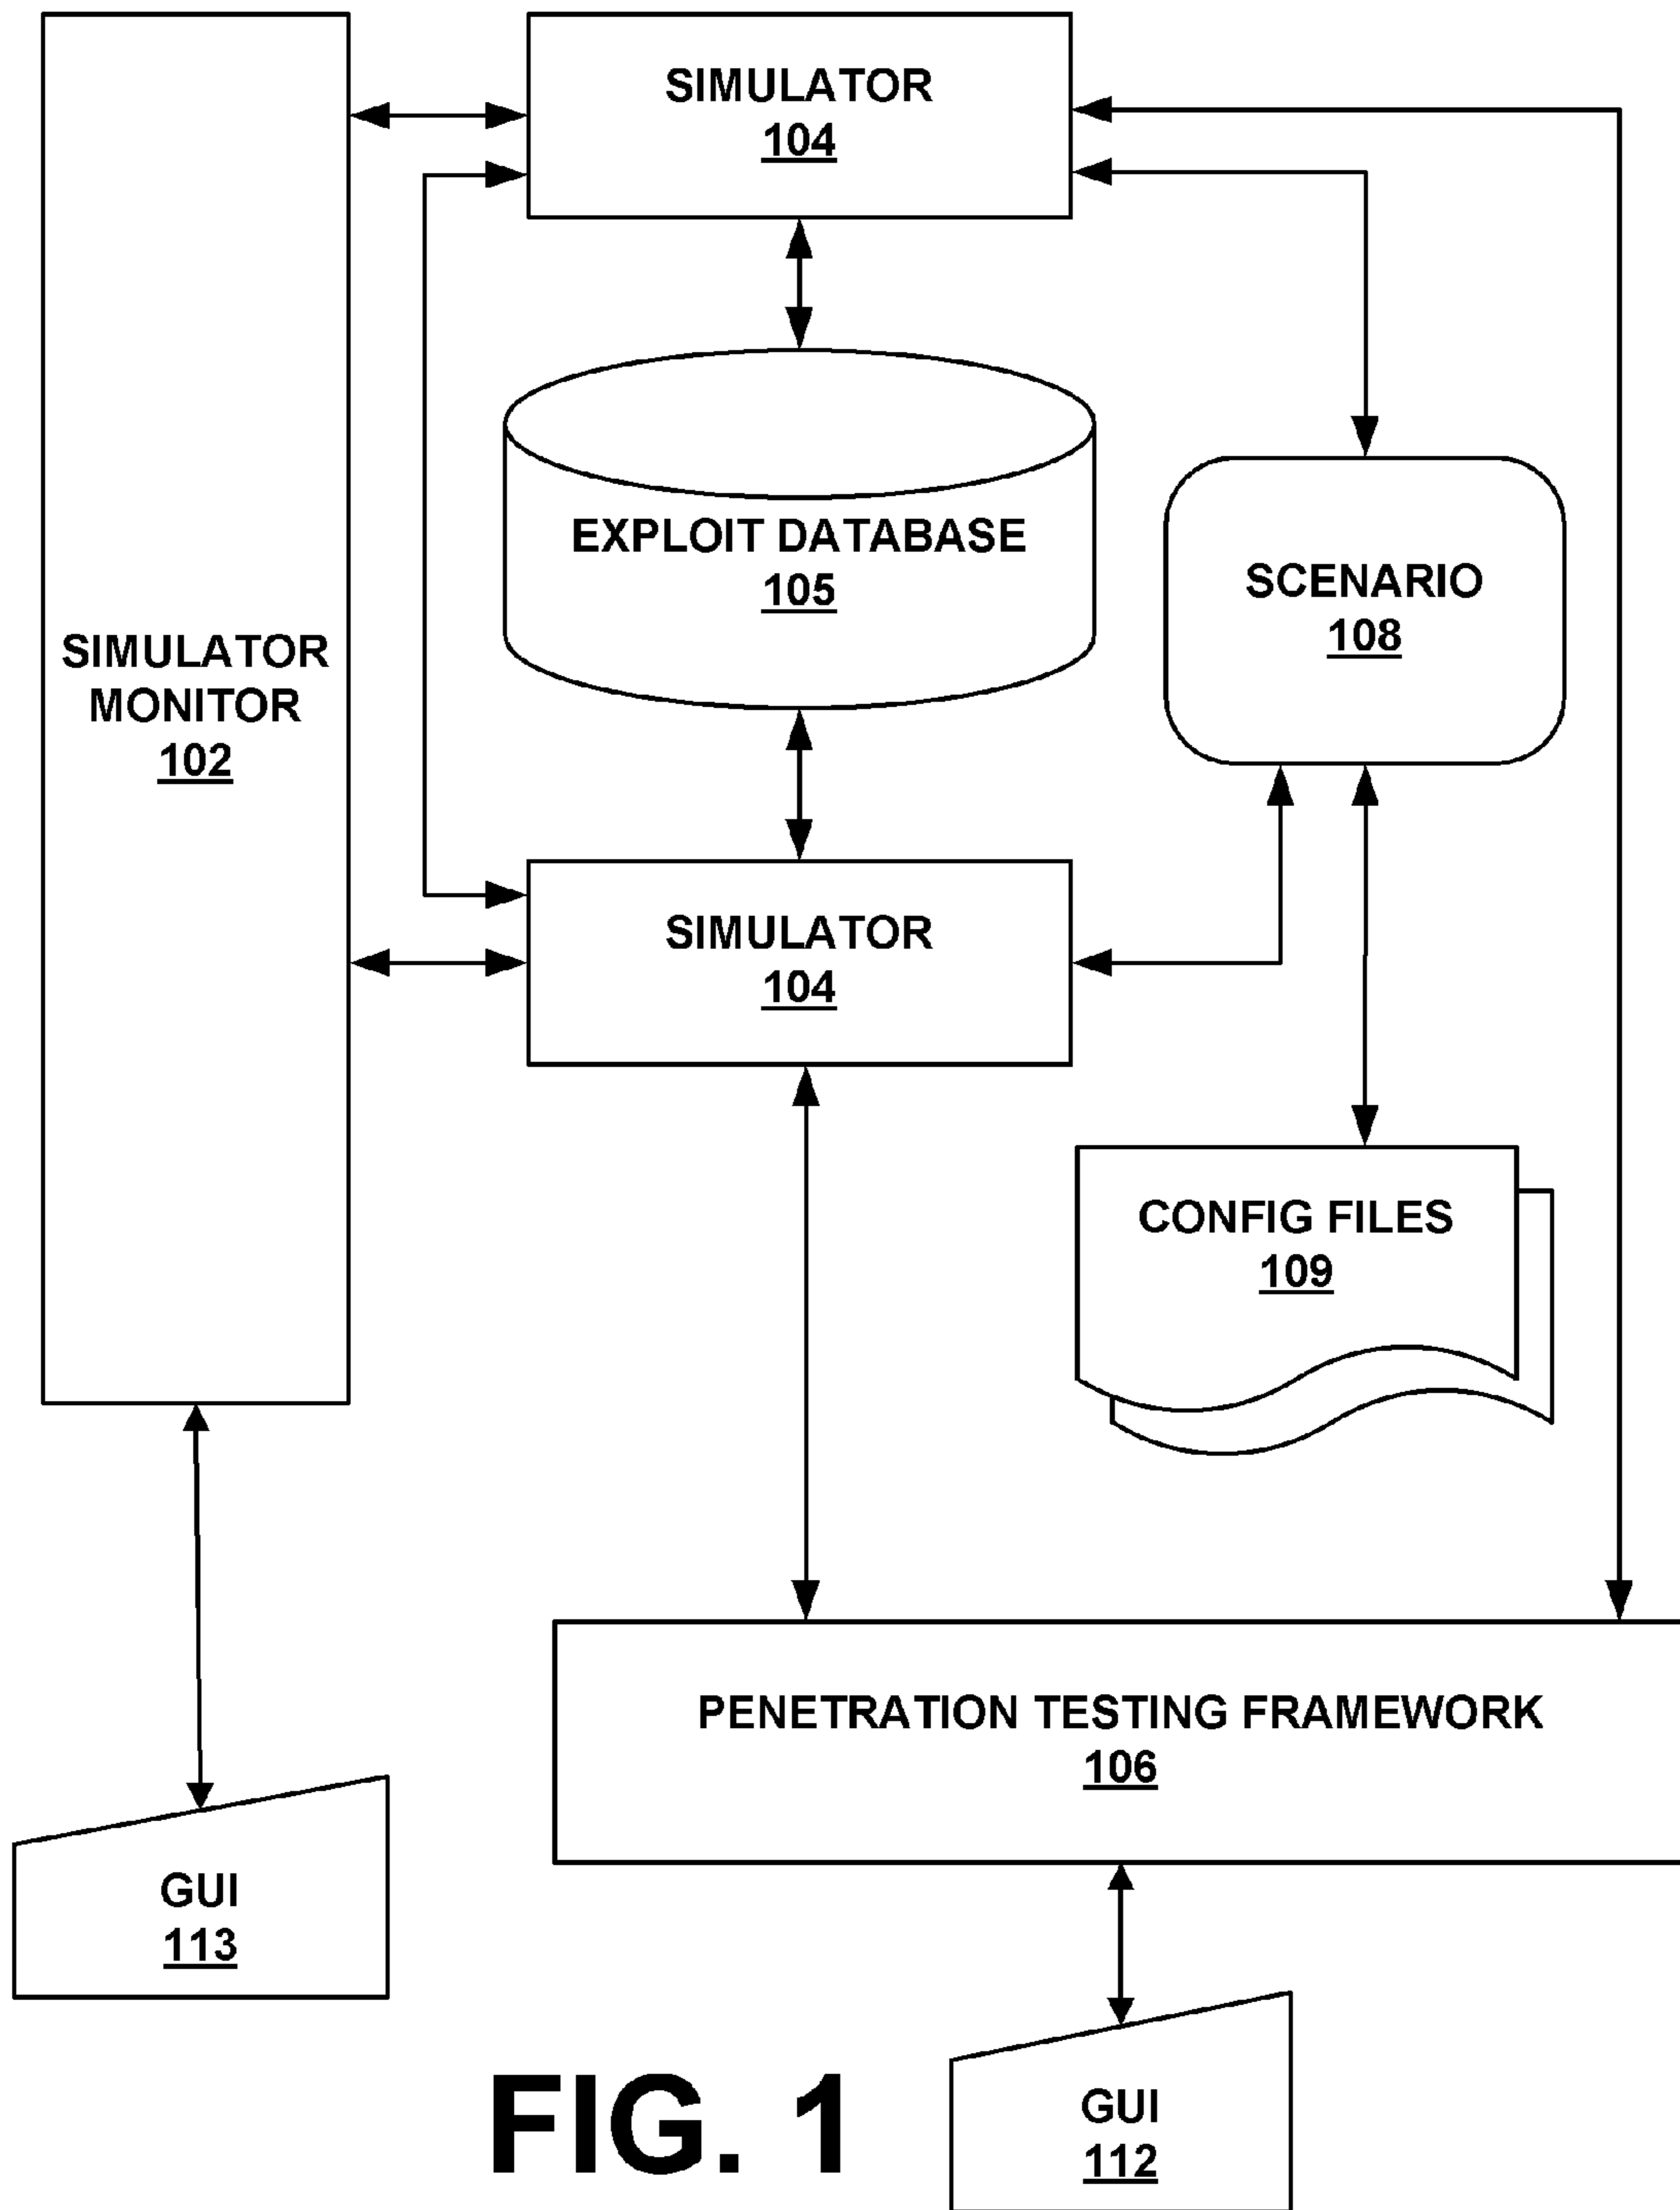 SIMULATOR
104
EXPLOIT DATABASE
105
SCENARIO
108
SIMULATOR
MONITOR
102
SIMULATOR
104
CONFIG FILES
109
PENETRATION TESTING FRAMEWORK
106
GUI
113
GUI
112
FIG. 1